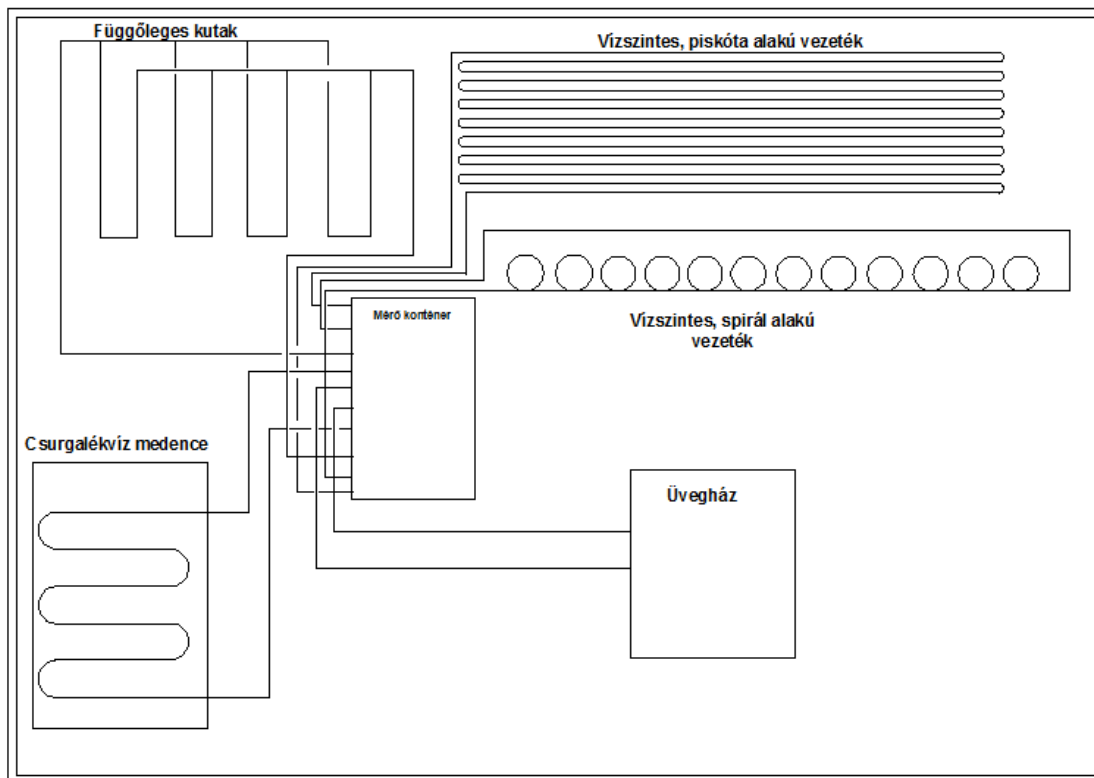 Függőleges kutak
Vízszintes, piskóta alakú vezeték
Mérő konténer
Vízszintes, spirál alakú
vezeték
Csurgalékvíz medence
Üvegház